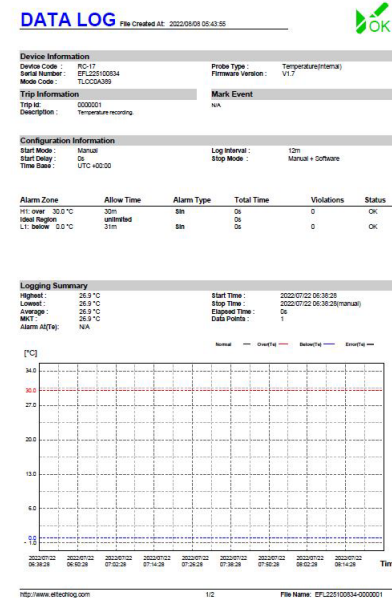 DATA LOG File Created At: 2022/08/08 05:43:55
OK
Device Information
Device Code : RC-17 Probe Type : Temperature(Internal)
Serial Number : EFL225100834 Firmware Version : V1.7
Mode Code : TLCC0A389
Trip Information Mark Event
Trip Id: 0000001 N/A
Description : Temperature recording.
Configuration Information
Start Mode : Manual Log Interval : 12m
Start Delay : 0s Stop Mode : Manual + Software
Time Base : UTC +00:00
Alarm Zone Allow Time Alarm Type Total Time Violations Status
H1: over 30.0 °C 30m Sin 0s 0 OK
Ideal Region unlimited 0s
L1: below 0.0 °C 31m Sin 0s 0 OK
Logging Summary
Highest : 26.9 °C Start Time : 2022/07/22 06:38:28
Lowest : 26.9 °C Stop Time : 2022/07/22 06:38:28(manual)
Average : 26.9 °C Elapsed Time : 0s
MKT : 26.9 °C Data Points : 1
Alarm At(Te): N/A
Normal Over(Te) Below(Te) Error(Te)
[°C]
34.0
30.0
27.0
20.0
13.0
6.0
0.0
- 1.0
2022/07/22 2022/07/22 2022/07/22 2022/07/22 2022/07/22 2022/07/22 2022/07/22 2022/07/22 2022/07/22
06:38:28 06:50:28 07:02:28 07:14:28 07:26:28 07:38:28 07:50:28 08:02:28 08:14:28 Tim
http://www.elitechlog.com 1/2 File Name: EFL225100834-0000001